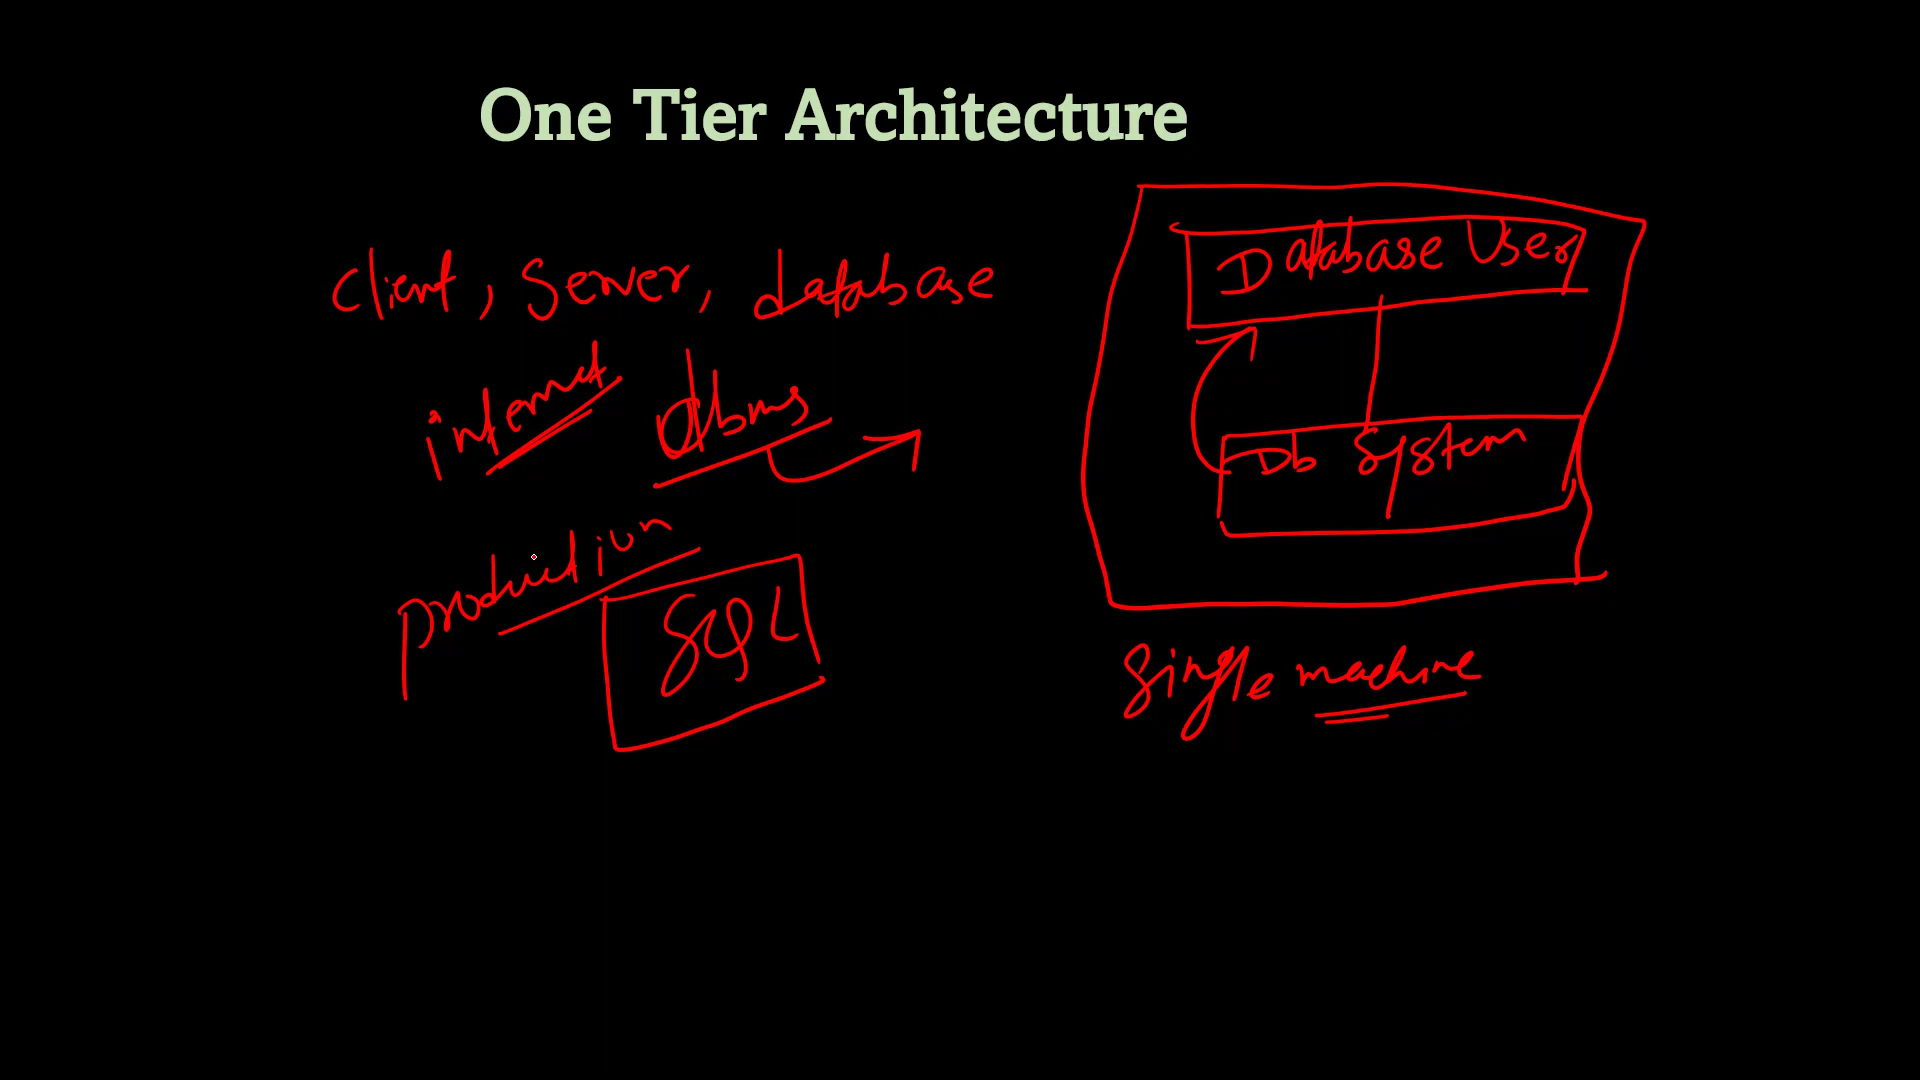 One Tier Architecture
Client, Server, database
internet dbms
production
SQL
Database User
Db System
Single machine